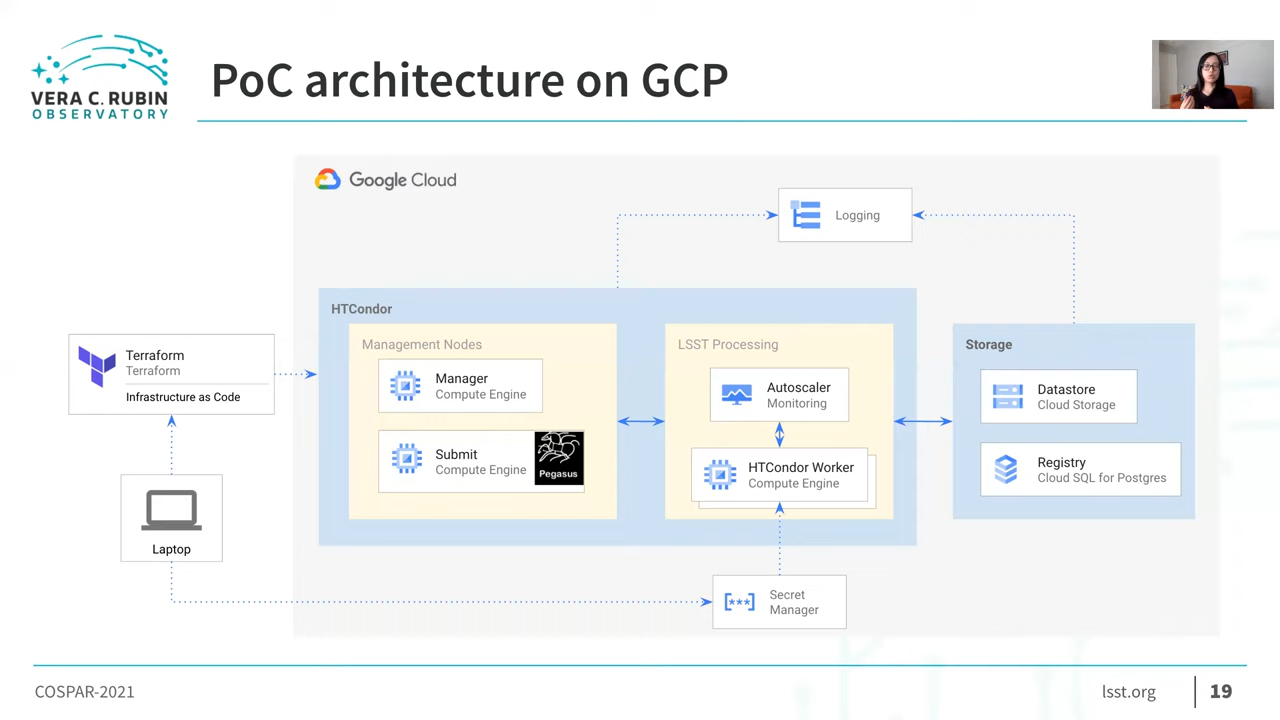 VERA C. RUBIN
OBSERVATORY
PoC architecture on GCP
Google Cloud
Logging
HTCondor
Management Nodes
Manager
Compute Engine
Submit
Compute Engine
Pegasus
LSST Processing
Autoscaler
Monitoring
HTCondor Worker
Compute Engine
Storage
Datastore
Cloud Storage
Registry
Cloud SQL for Postgres
Terraform
Terraform
Infrastructure as Code
Laptop
[***]
Secret
Manager
COSPAR-2021
lsst.org
19